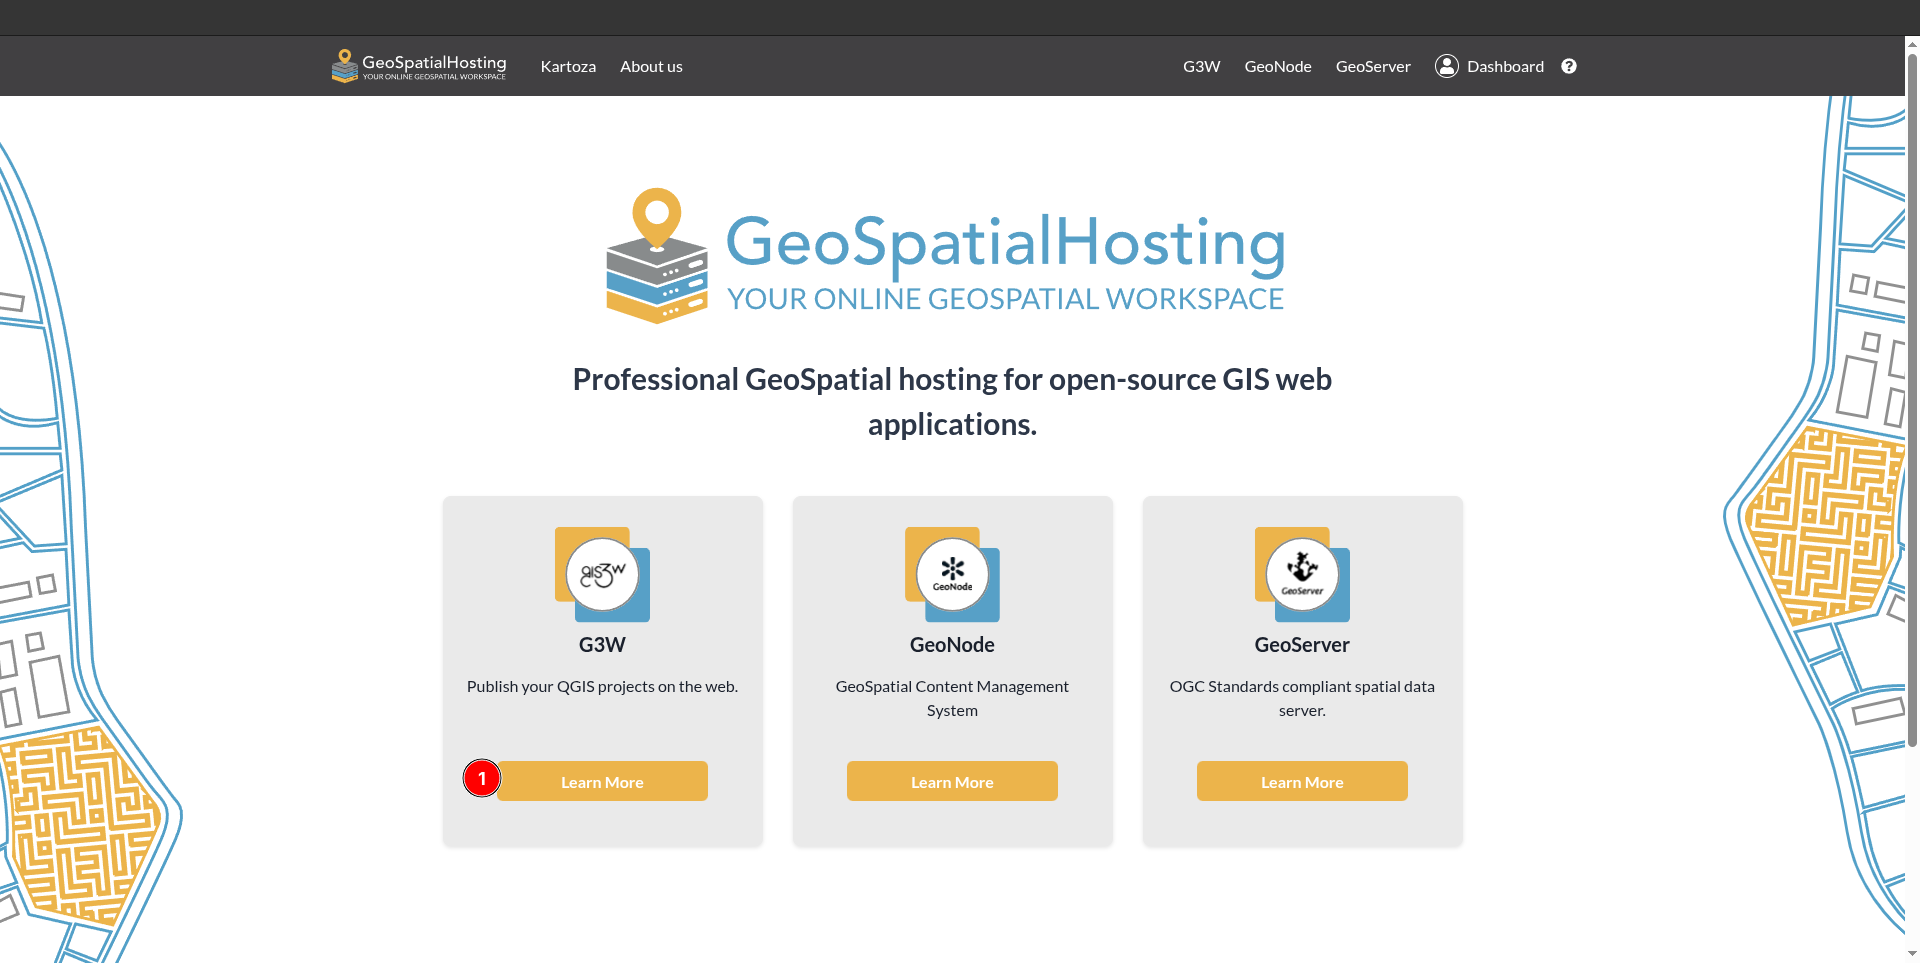 GeoSpatialHosting
YOUR ONLINE GEOSPATIAL WORKSPACE
Kartoza
About us
G3W
GeoNode
GeoServer
Dashboard
?
GeoSpatialHosting
YOUR ONLINE GEOSPATIAL WORKSPACE
Professional GeoSpatial hosting for open-source GIS web
applications.
GIS3W
G3W
Publish your QGIS projects on the web.
1
Learn More
GeoNode
GeoNode
GeoSpatial Content Management
System
Learn More
GeoServer
GeoServer
OGC Standards compliant spatial data
server.
Learn More